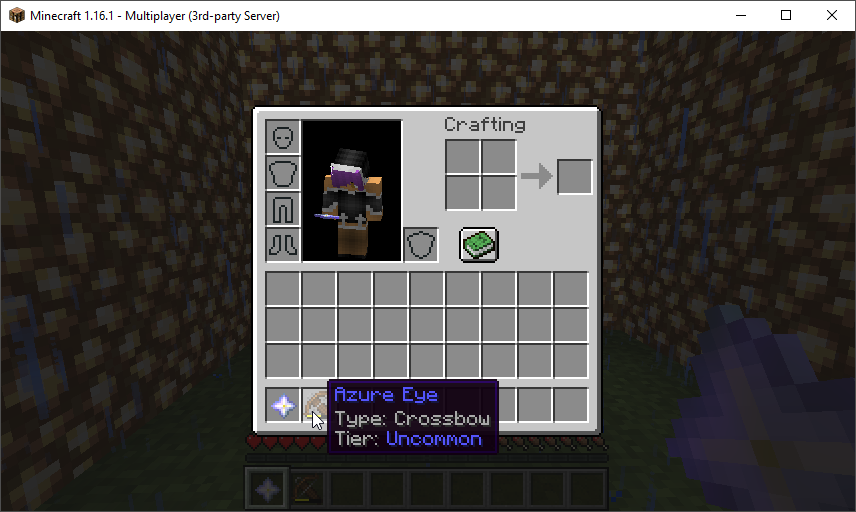 Minecraft 1.16.1 - Multiplayer (3rd-party Server)
Crafting
Azure Eye
Type: Crossbow
Tier: Uncommon